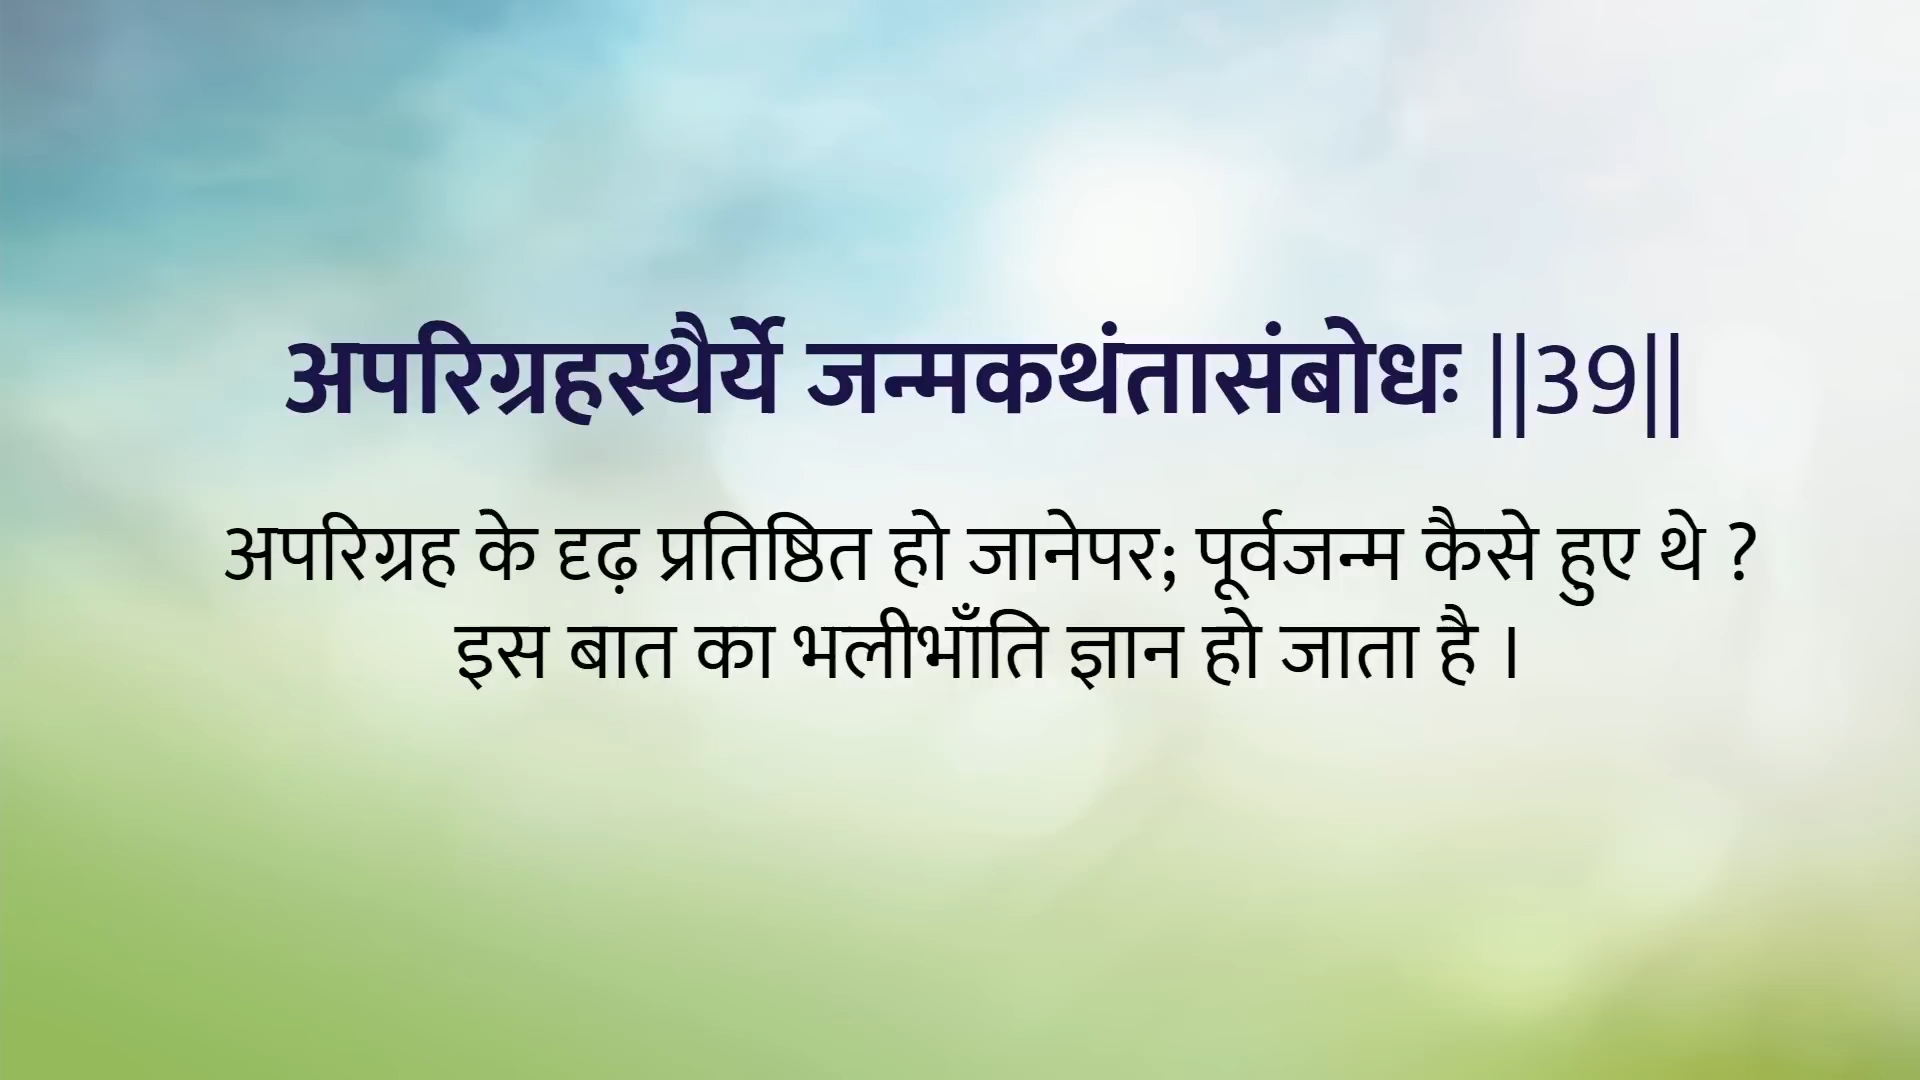 अपरिग्रहस्थैर्ये जन्मकथंतासंबोधः ||39||
अपरिग्रह के दृढ़ प्रतिष्ठित हो जानेपर; पूर्वजन्म कैसे हुए थे ?
इस बात का भलीभाँति ज्ञान हो जाता है ।